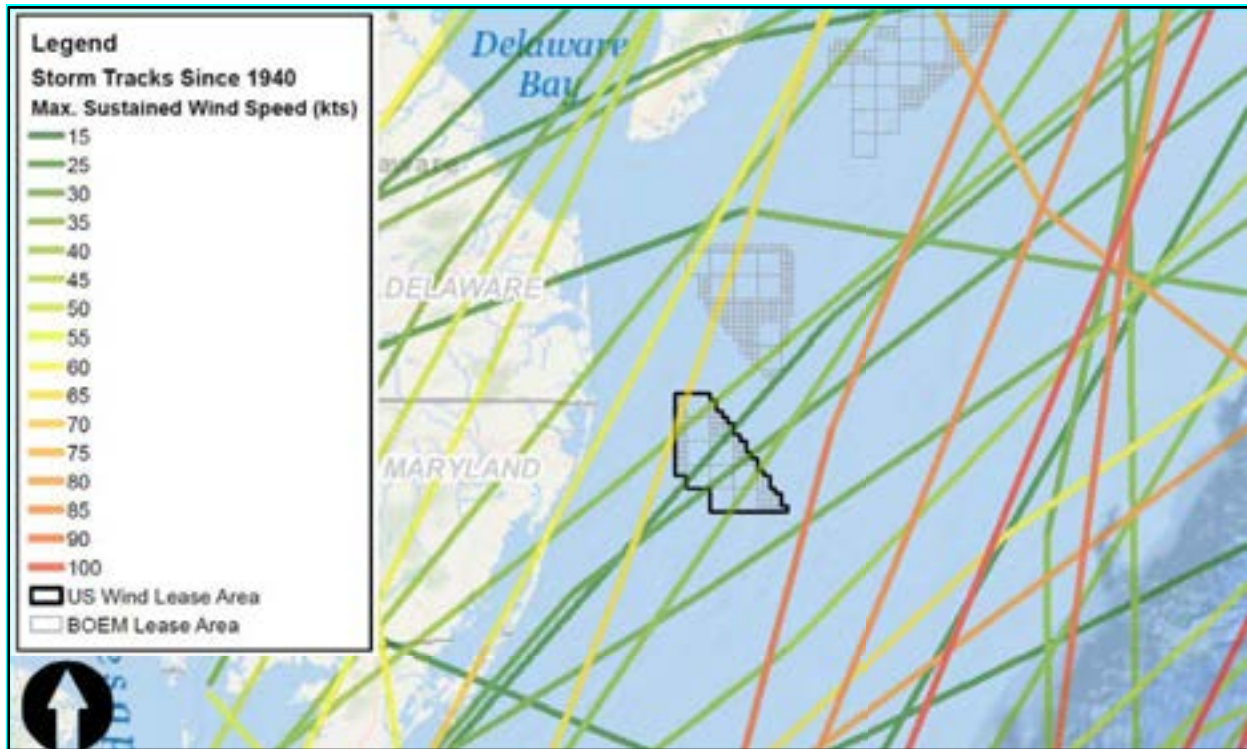 Legend
Storm Tracks Since 1940
Max. Sustained Wind Speed (kts)
15
25
30
35
40
45
50
55
60
65
70
75
80
85
90
100
US Wind Lease Area
BOEM Lease Area
Delaware
Bay
DELAWARE
MARYLAND